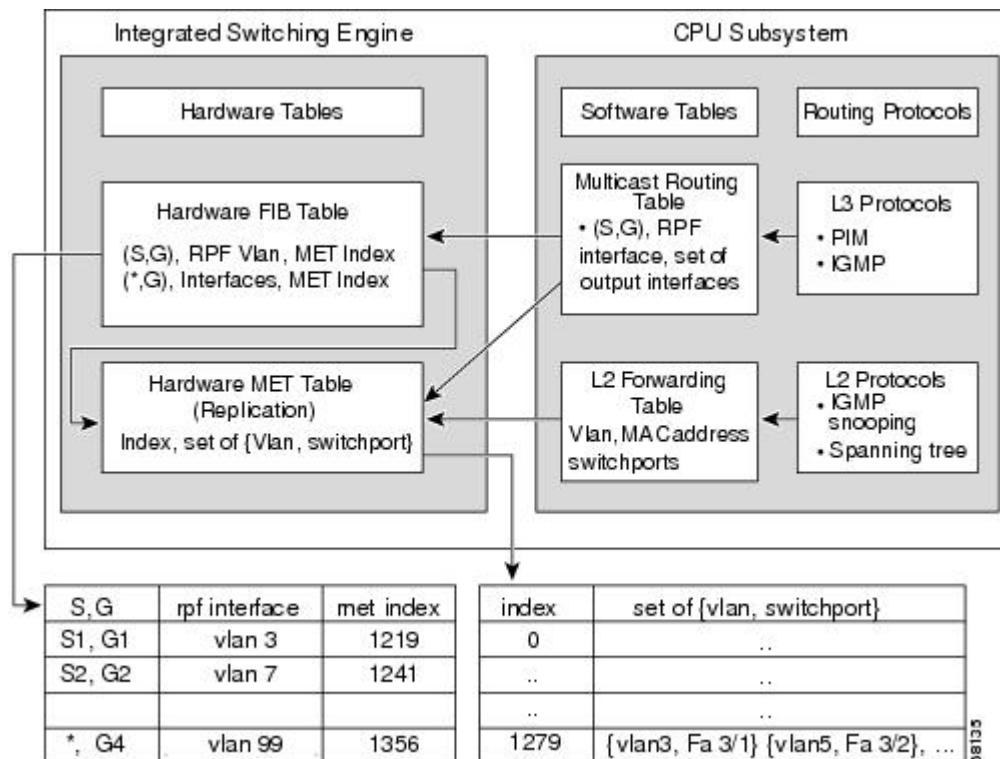 Integrated Switching Engine
CPU Subsystem
Hardware Tables
Software Tables
Routing Protocols
Hardware FIB Table
(S,G), RPF Vlan, MET Index
(*,G), Interfaces, MET Index
Multicast Routing
Table
• (S,G), RPF
interface, set of
output interfaces
L3 Protocols
• PIM
• IGMP
Hardware MET Table
(Replication)
Index, set of {Vlan, switchport}
L2 Forwarding
Table
Vlan, MAC address
switchports
L2 Protocols
• IGMP
snooping
• Spanning tree
S,G rpf interface met index
S1, G1 vlan 3 1219
S2, G2 vlan 7 1241
*, G4 vlan 99 1356
index set of {vlan, switchport}
0 ..
.. ..
.. ..
1279 {vlan3, Fa 3/1} {vlan5, Fa 3/2}, ...